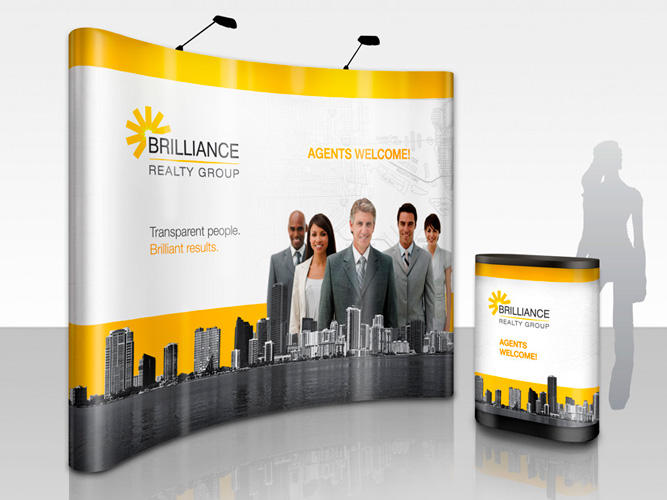 BRILLIANCE
REALTY GROUP
AGENTS WELCOME!
Transparent people.
Brilliant results.
BRILLIANCE
REALTY GROUP
AGENTS
WELCOME!